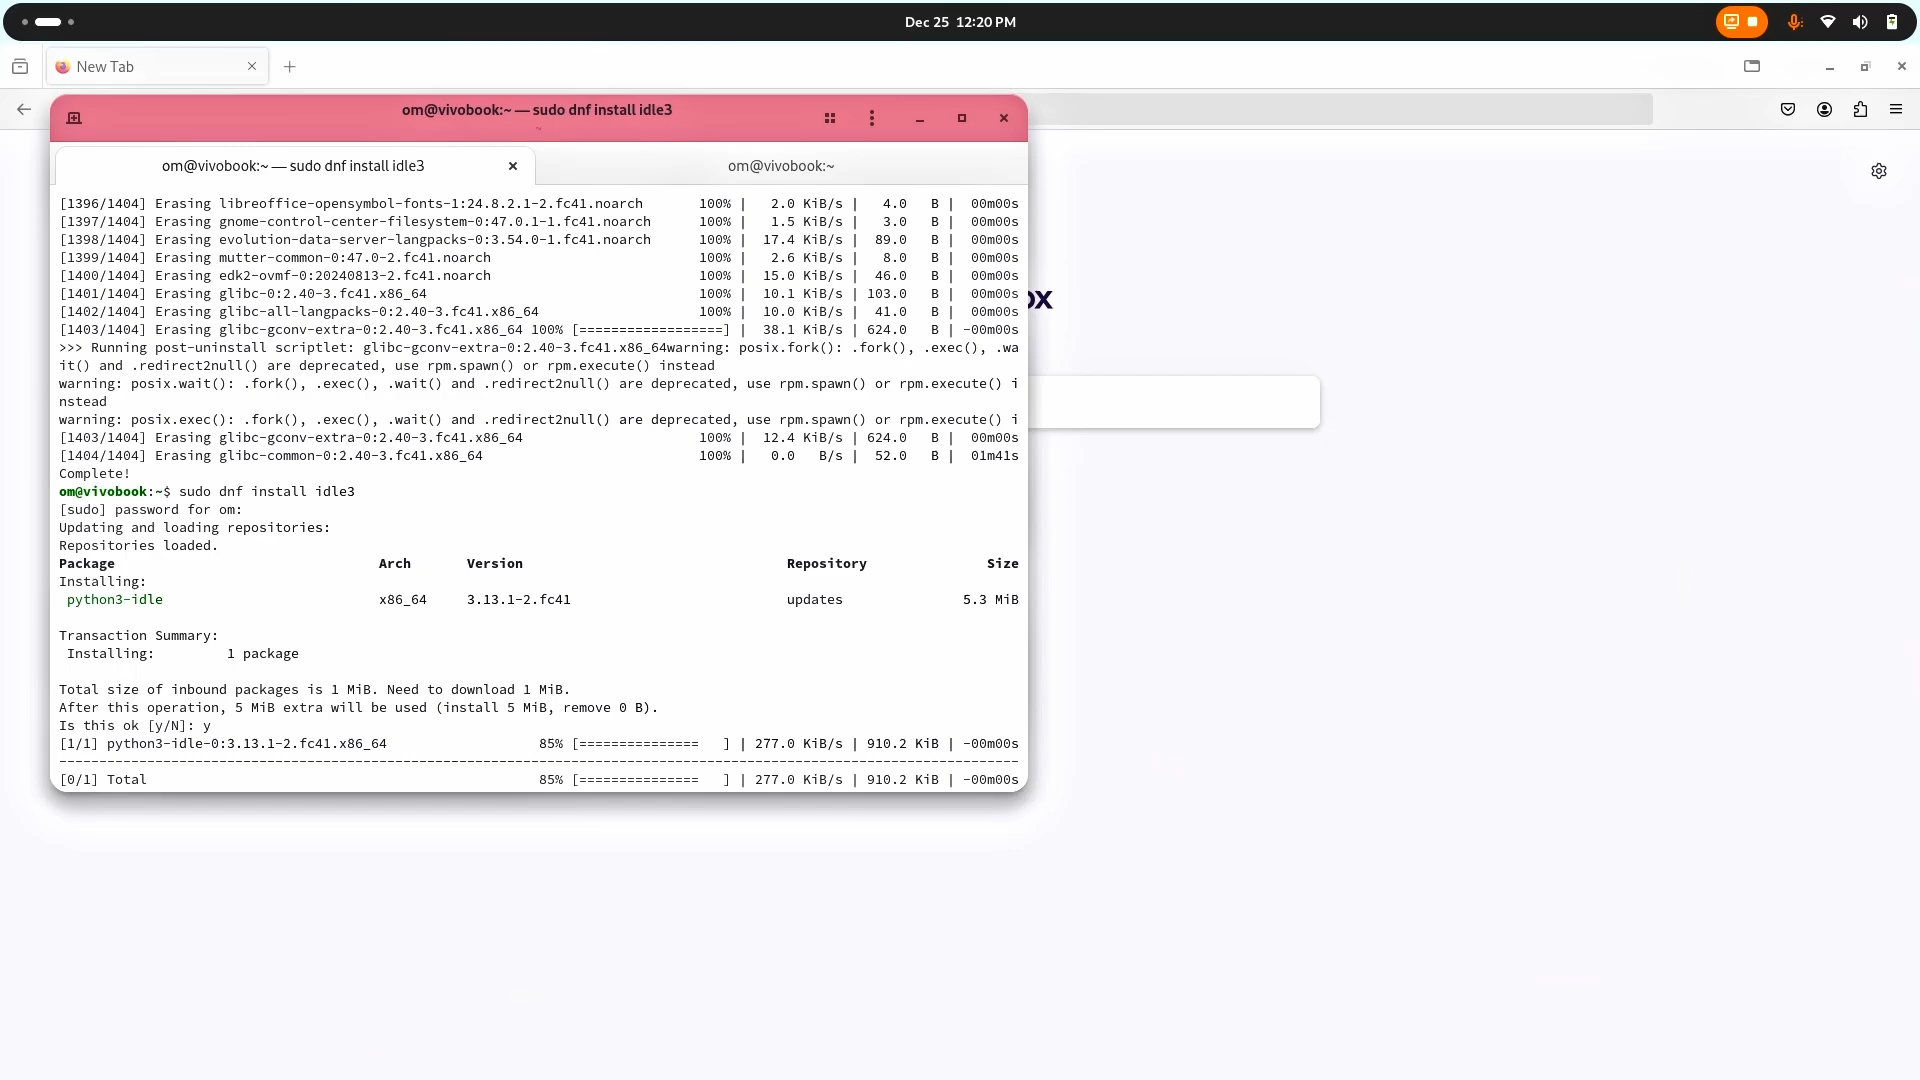 Dec 25 12:20 PM
New Tab
om@vivobook:~ — sudo dnf install idle3
~
om@vivobook:~ — sudo dnf install idle3
om@vivobook:~
[1396/1404] Erasing libreoffice-opensymbol-fonts-1:24.8.2.1-2.fc41.noarch 100% | 2.0 KiB/s | 4.0 B | 00m00s
[1397/1404] Erasing gnome-control-center-filesystem-0:47.0.1-1.fc41.noarch 100% | 1.5 KiB/s | 3.0 B | 00m00s
[1398/1404] Erasing evolution-data-server-langpacks-0:3.54.0-1.fc41.noarch 100% | 17.4 KiB/s | 89.0 B | 00m00s
[1399/1404] Erasing mutter-common-0:47.0-2.fc41.noarch 100% | 2.6 KiB/s | 8.0 B | 00m00s
[1400/1404] Erasing edk2-ovmf-0:20240813-2.fc41.noarch 100% | 15.0 KiB/s | 46.0 B | 00m00s
[1401/1404] Erasing glibc-0:2.40-3.fc41.x86_64 100% | 10.1 KiB/s | 103.0 B | 00m00s
[1402/1404] Erasing glibc-all-langpacks-0:2.40-3.fc41.x86_64 100% | 10.0 KiB/s | 41.0 B | 00m00s
[1403/1404] Erasing glibc-gconv-extra-0:2.40-3.fc41.x86_64 100% [==================] | 38.1 KiB/s | 624.0 B | -00m00s
>>> Running post-uninstall scriptlet: glibc-gconv-extra-0:2.40-3.fc41.x86_64warning: posix.fork(): .fork(), .exec(), .wa
it() and .redirect2null() are deprecated, use rpm.spawn() or rpm.execute() instead
warning: posix.wait(): .fork(), .exec(), .wait() and .redirect2null() are deprecated, use rpm.spawn() or rpm.execute() i
nstead
warning: posix.exec(): .fork(), .exec(), .wait() and .redirect2null() are deprecated, use rpm.spawn() or rpm.execute() i
[1403/1404] Erasing glibc-gconv-extra-0:2.40-3.fc41.x86_64 100% | 12.4 KiB/s | 624.0 B | 00m00s
[1404/1404] Erasing glibc-common-0:2.40-3.fc41.x86_64 100% | 0.0 B/s | 52.0 B | 01m41s
Complete!
om@vivobook:~$ sudo dnf install idle3
[sudo] password for om:
Updating and loading repositories:
Repositories loaded.
Package Arch Version Repository Size
Installing:
python3-idle x86_64 3.13.1-2.fc41 updates 5.3 MiB
Transaction Summary:
Installing: 1 package
Total size of inbound packages is 1 MiB. Need to download 1 MiB.
After this operation, 5 MiB extra will be used (install 5 MiB, remove 0 B).
Is this ok [y/N]: y
[1/1] python3-idle-0:3.13.1-2.fc41.x86_64 85% [=============== ] | 277.0 KiB/s | 910.2 KiB | -00m00s
------------------------------------------------------------------------------------------------------------------------
[0/1] Total 85% [=============== ] | 277.0 KiB/s | 910.2 KiB | -00m00s